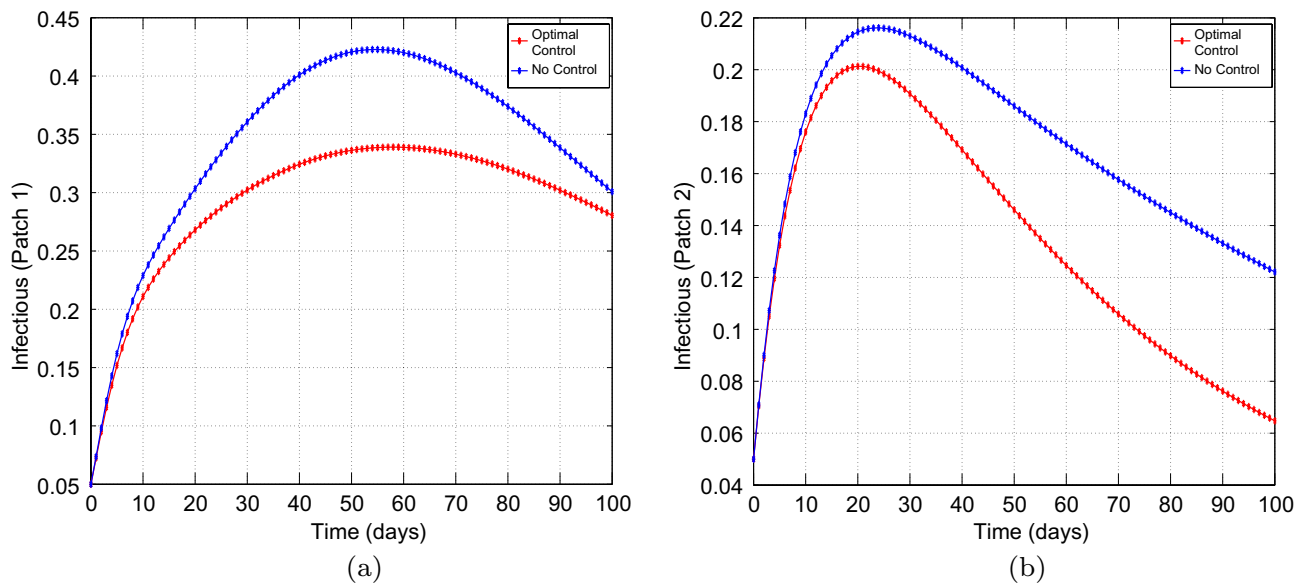 0.45
0.4
0.35
0.3
0.25
0.2
0.15
0.1
0.05
Infectious (Patch 1)
0 10 20 30 40 50 60 70 80 90 100
Time (days)
Optimal
Control
No Control
(a)
0.22
0.2
0.18
0.16
0.14
0.12
0.1
0.08
0.06
0.04
Infectious (Patch 2)
0 10 20 30 40 50 60 70 80 90 100
Time (days)
Optimal
Control
No Control
(b)